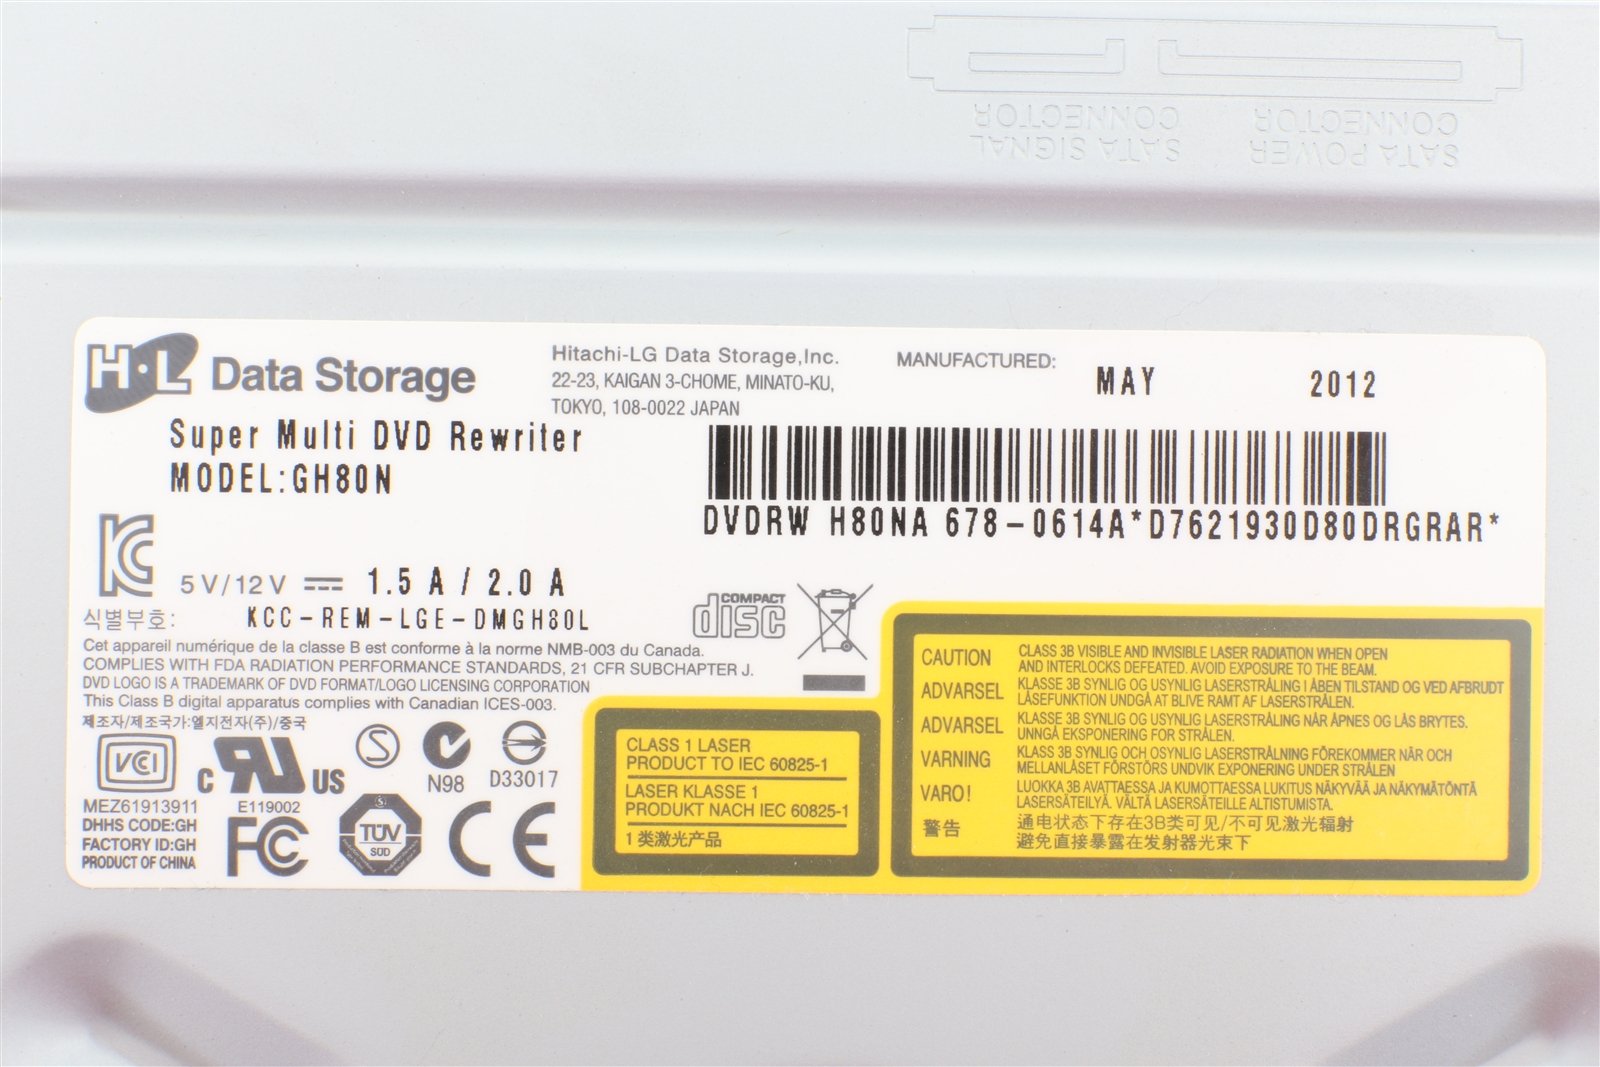 SATA SIGNAL
CONNECTOR
SATA POWER
CONNECTOR
H·L Data Storage
Hitachi-LG Data Storage,Inc.
22-23, KAIGAN 3-CHOME, MINATO-KU,
TOKYO, 108-0022 JAPAN
MANUFACTURED: MAY 2012
Super Multi DVD Rewriter
MODEL:GH80N
DVDRW H80NA 678-0614A*D7621930D80DRGRAR*
5V/12V 1.5 A / 2.0 A
식별부호: KCC-REM-LGE-DMGH80L
COMPACT
disc
Cet appareil numérique de la classe B est conforme à la norme NMB-003 du Canada.
COMPLIES WITH FDA RADIATION PERFORMANCE STANDARDS, 21 CFR SUBCHAPTER J.
DVD LOGO IS A TRADEMARK OF DVD FORMAT/LOGO LICENSING CORPORATION
This Class B digital apparatus complies with Canadian ICES-003.
제조자/제조국가:엘지전자(주)/중국
VCI
c RU US
S
N98
D33017
MEZ61913911
E119002
DHHS CODE:GH
FACTORY ID:GH
PRODUCT OF CHINA
FC
TÜV
SÜD
CE
CLASS 1 LASER
PRODUCT TO IEC 60825-1
LASER KLASSE 1
PRODUKT NACH IEC 60825-1
1 类激光产品
CAUTION CLASS 3B VISIBLE AND INVISIBLE LASER RADIATION WHEN OPEN
AND INTERLOCKS DEFEATED. AVOID EXPOSURE TO THE BEAM.
ADVARSEL KLASSE 3B SYNLIG OG USYNLIG LASERSTRÅLING I ÅBEN TILSTAND OG VED AFBRUDT
LÅSEFUNKTION UNDGÅ AT BLIVE RAMT AF LASERSTRÅLEN.
ADVARSEL KLASSE 3B SYNLIG OG USYNLIG LASERSTRÅLING NÅR ÅPNES OG LÅS BRYTES.
UNNGÅ EKSPONERING FOR STRÅLEN.
VARNING KLASS 3B SYNLIG OCH OSYNLIG LASERSTRÅLNING FÖREKOMMER NÄR OCH
MELLANLÅSET FÖRSTÖRS UNDVIK EXPONERING UNDER STRÅLEN
VARO! LUOKKA 3B AVATTAESSA JA KUMOTTAESSA LUKITUS NÄKYVÄÄ JA NÄKYMÄTÖNTÄ
LASERSÄTEILYÄ. VÄLTÄ LASERSÄTEILLE ALTISTUMISTA.
警告 通电状态下存在3B类可见/不可见激光辐射
避免直接暴露在发射器光束下